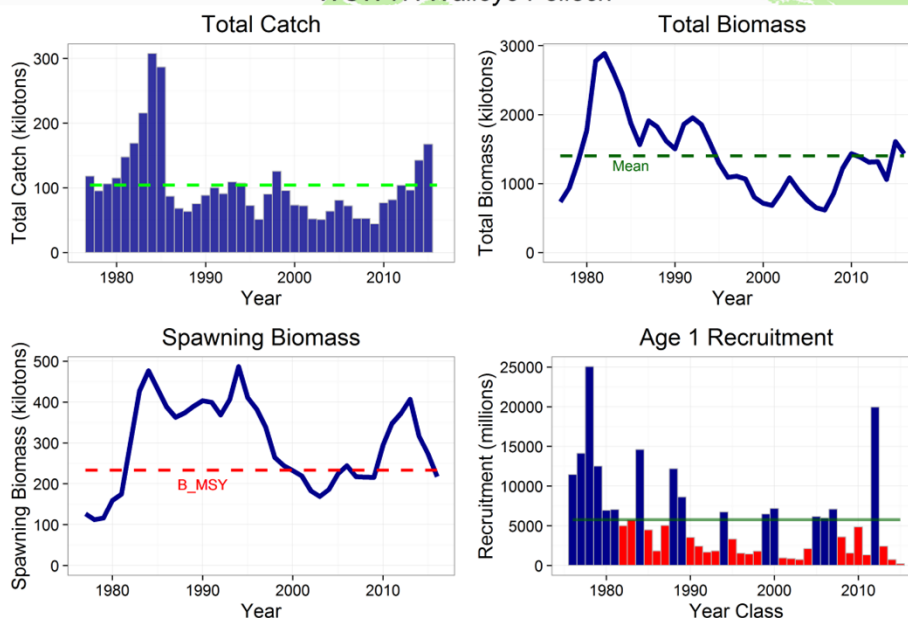 Total Catch
Total Catch (kilotons)
300
200
100
0
1980
1990
2000
2010
Year
Total Biomass
Total Biomass (kilotons)
3000
2000
1000
0
Mean
1980
1990
2000
2010
Year
Spawning Biomass
Spawning Biomass (kilotons)
500
400
300
200
100
0
B_MSY
1980
1990
2000
2010
Year
Age 1 Recruitment
Recruitment (millions)
25000
20000
15000
10000
5000
0
1980
1990
2000
2010
Year Class